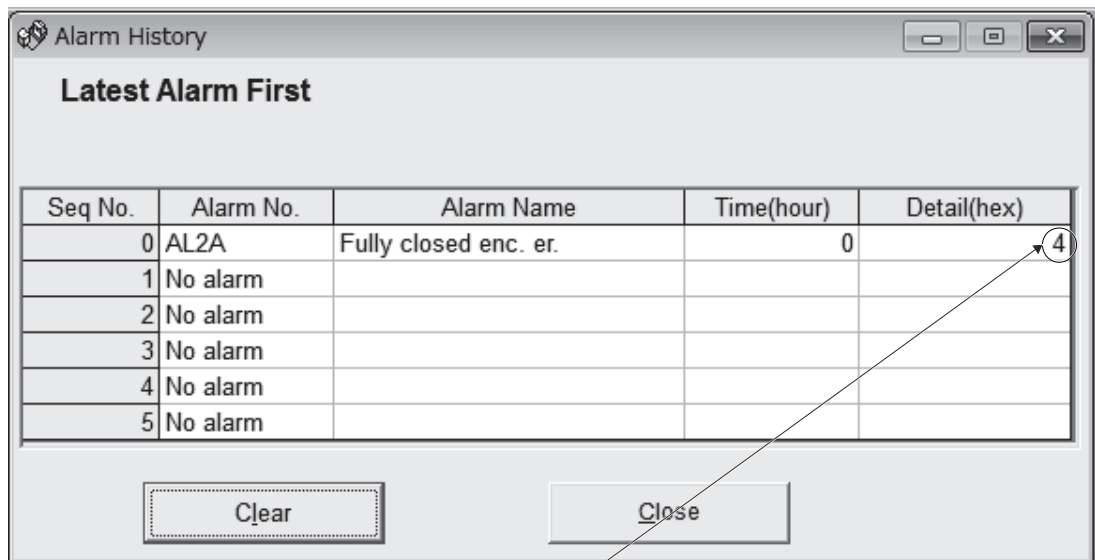 Alarm History
Latest Alarm First
Seq No. Alarm No. Alarm Name Time(hour) Detail(hex)
0 AL2A Fully closed enc. er. 0 4
1 No alarm
2 No alarm
3 No alarm
4 No alarm
5 No alarm
Clear Close